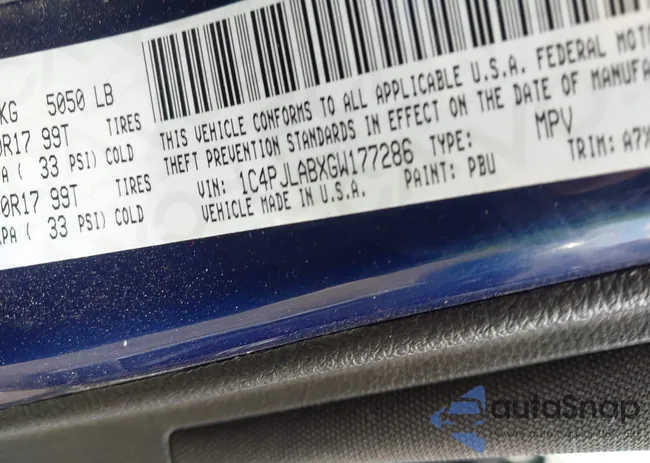 KG 5050 LB
0R17 99T TIRES
PA ( 33 PSI) COLD
0R17 99T TIRES
KPA ( 33 PSI) COLD
THIS VEHICLE CONFORMS TO ALL APPLICABLE U.S.A. FEDERAL MOTO
THEFT PREVENTION STANDARDS IN EFFECT ON THE DATE OF MANUFA
VIN: 1C4PJLABXGW177286 TYPE: MPV
VEHICLE MADE IN U.S.A. PAINT: PBU TRIM: A7X
autoSnap